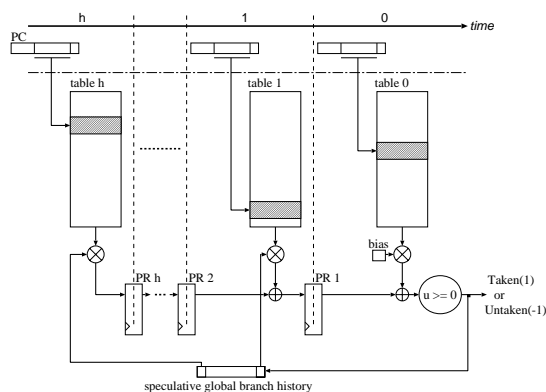 h 1 0
time
PC
table h table 1 table 0
bias
PR h PR 2 PR 1
u >= 0
Taken(1)
or
Untaken(-1)
speculative global branch history